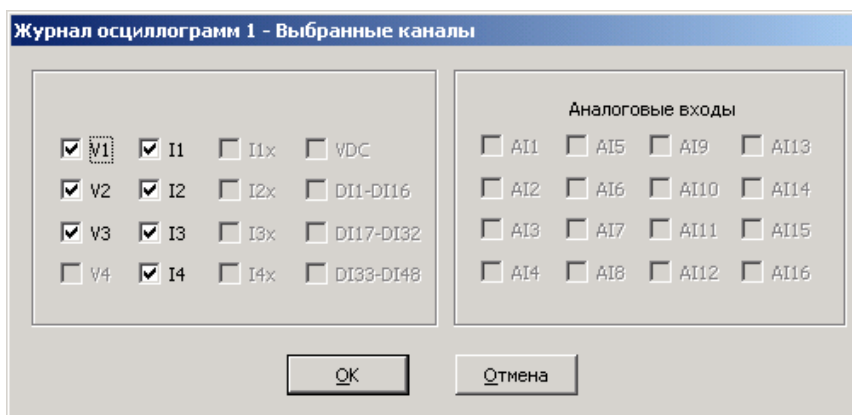 Журнал осциллограмм 1 - Выбранные каналы
V1 I1 I1x VDC
V2 I2 I2x DI1-DI16
V3 I3 I3x DI17-DI32
V4 I4 I4x DI33-DI48
Аналоговые входы
AI1 AI5 AI9 AI13
AI2 AI6 AI10 AI14
AI3 AI7 AI11 AI15
AI4 AI8 AI12 AI16
OK Отмена